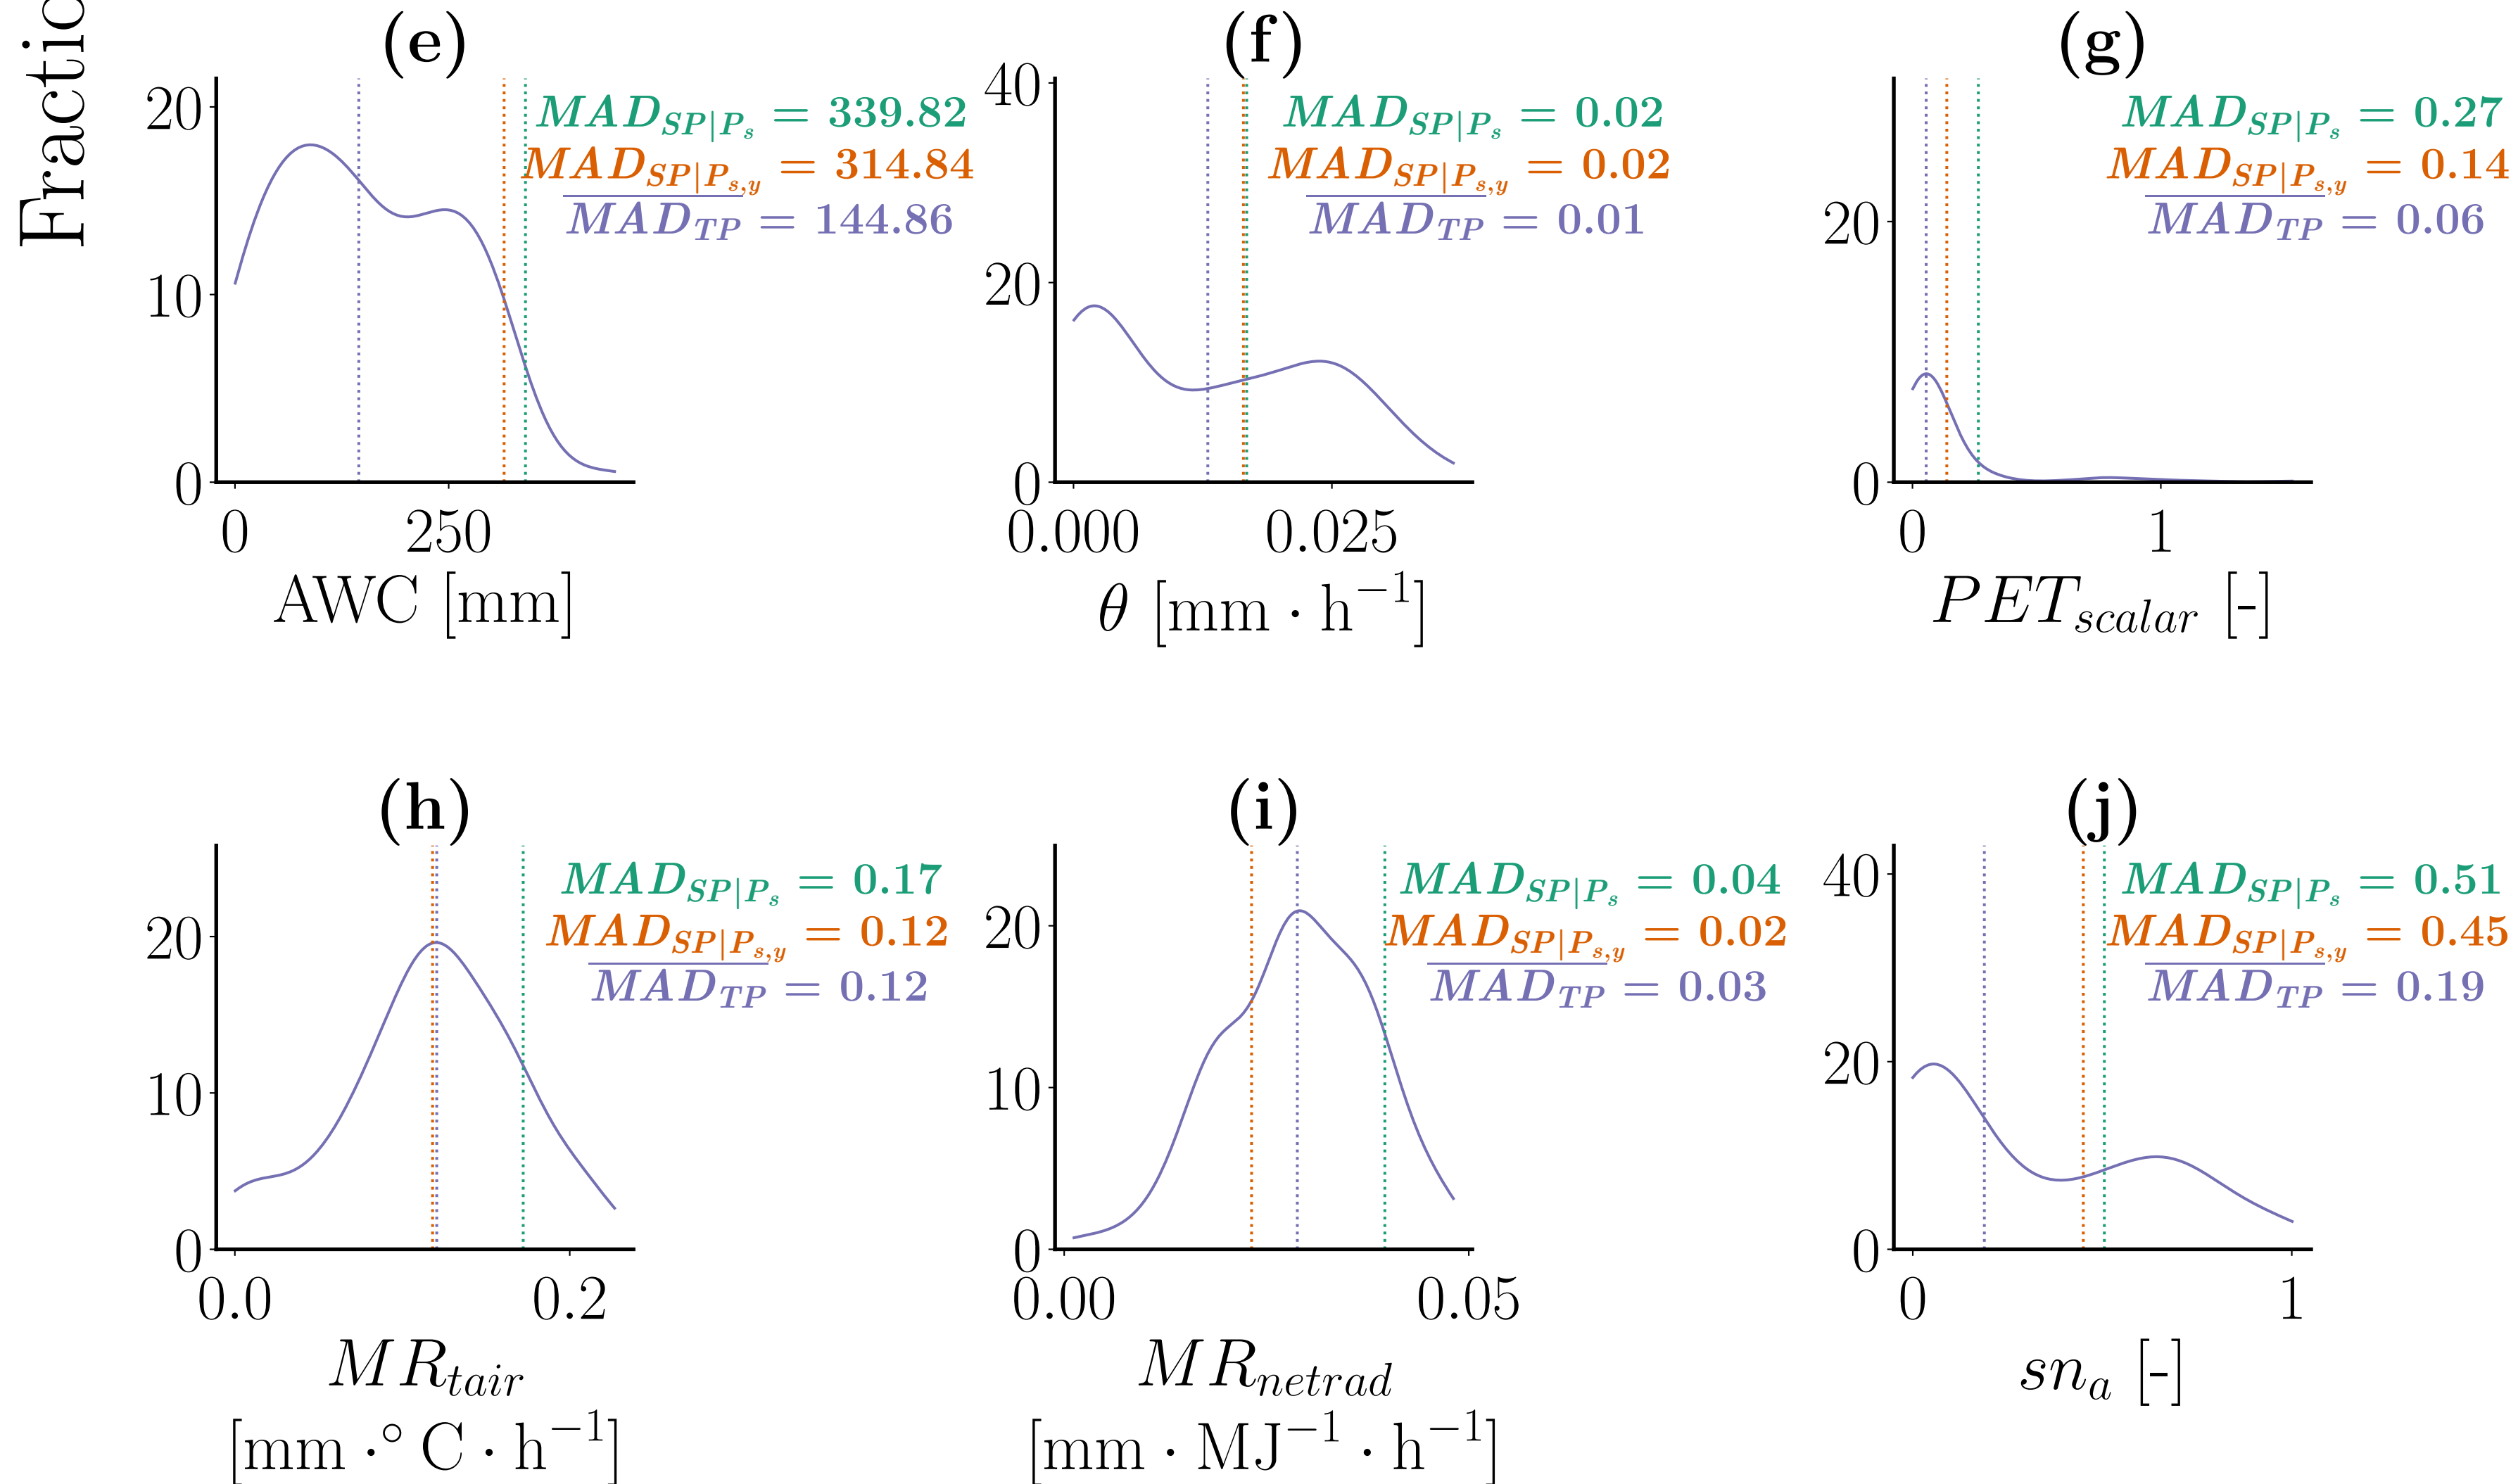 Fractio
(e)
20
10
0
0 250
AWC [mm]
MAD_{SP|P_s} = 339.82
MAD_{SP|P_{s,y}} = 314.84
\overline{MAD_{TP}} = 144.86
(f)
40
20
0
0.000 0.025
θ [mm · h⁻¹]
MAD_{SP|P_s} = 0.02
MAD_{SP|P_{s,y}} = 0.02
\overline{MAD_{TP}} = 0.01
(g)
20
0
0 1
PET_{scalar} [-]
MAD_{SP|P_s} = 0.27
MAD_{SP|P_{s,y}} = 0.14
\overline{MAD_{TP}} = 0.06
(h)
20
10
0
0.0 0.2
MR_{tair}
[mm ·° C · h⁻¹]
MAD_{SP|P_s} = 0.17
MAD_{SP|P_{s,y}} = 0.12
\overline{MAD_{TP}} = 0.12
(i)
20
10
0
0.00 0.05
MR_{netrad}
[mm · MJ⁻¹ · h⁻¹]
MAD_{SP|P_s} = 0.04
MAD_{SP|P_{s,y}} = 0.02
\overline{MAD_{TP}} = 0.03
(j)
40
20
0
0 1
sn_a [-]
MAD_{SP|P_s} = 0.51
MAD_{SP|P_{s,y}} = 0.45
\overline{MAD_{TP}} = 0.19